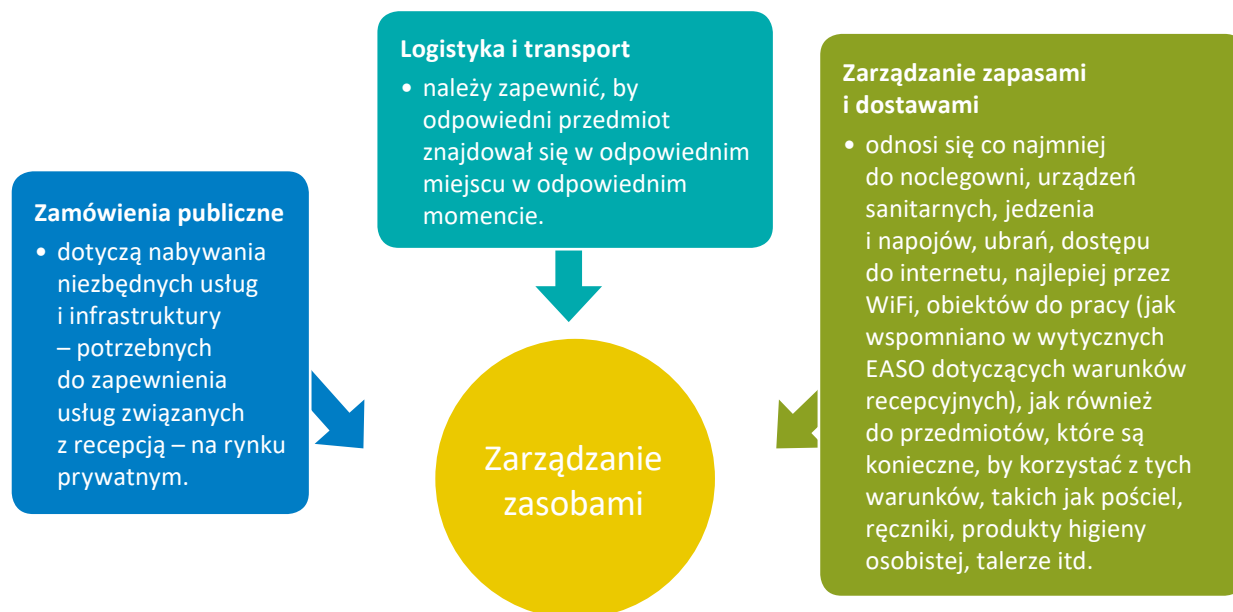 Zamówienia publiczne
• dotyczą nabywania
niezbędnych usług
i infrastruktury
– potrzebnych
do zapewnienia
usług związanych
z recepcją – na rynku
prywatnym.
Logistyka i transport
• należy zapewnić, by
odpowiedni przedmiot
znajdował się w odpowiednim
miejscu w odpowiednim
momencie.
Zarządzanie zapasami
i dostawami
• odnosi się co najmniej
do noclegowni, urządzeń
sanitarnych, jedzenia
i napojów, ubrań, dostępu
do internetu, najlepiej przez
WiFi, obiektów do pracy (jak
wspomniano w wytycznych
EASO dotyczących warunków
recepcyjnych), jak również
do przedmiotów, które są
konieczne, by korzystać z tych
warunków, takich jak pościel,
ręczniki, produkty higieny
osobistej, talerze itd.
Zarządzanie
zasobami